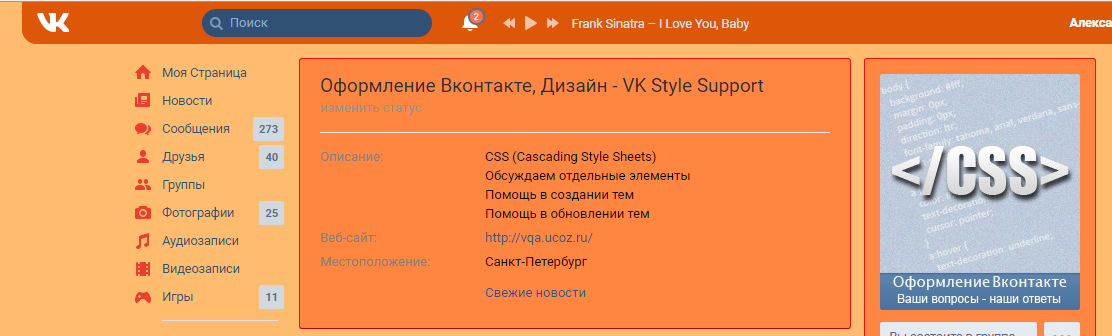 Поиск
2
Frank Sinatra – I Love You, Baby
Алекса
Моя Страница
Новости
Сообщения 273
Друзья 40
Группы
Фотографии 25
Аудиозаписи
Видеозаписи
Игры 11
Оформление Вконтакте, Дизайн - VK Style Support
изменить статус
Описание: CSS (Cascading Style Sheets)
Обсуждаем отдельные элементы
Помощь в создании тем
Помощь в обновлении тем
Веб-сайт: http://vqa.ucoz.ru/
Местоположение: Санкт-Петербург
Свежие новости
body {
background: #fff;
margin: 0px;
padding: 0px;
direction: ltr;
font-family: tahoma, arial, verdana, sans-
</CSS>
text-decoration:
cursor: pointer;
}
a:hover {
text-decoration: underline;
Оформление Вконтакте
Ваши вопросы - наши ответы
Вы состоите в группе